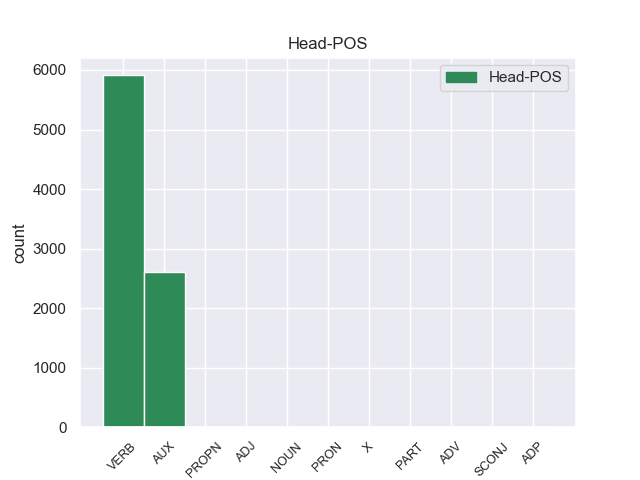 Head-POS
Head-POS
6000
5000
4000
3000
2000
1000
0
count
VERB
AUX
PROPN
ADJ
NOUN
PRON
X
PART
ADV
SCONJ
ADP